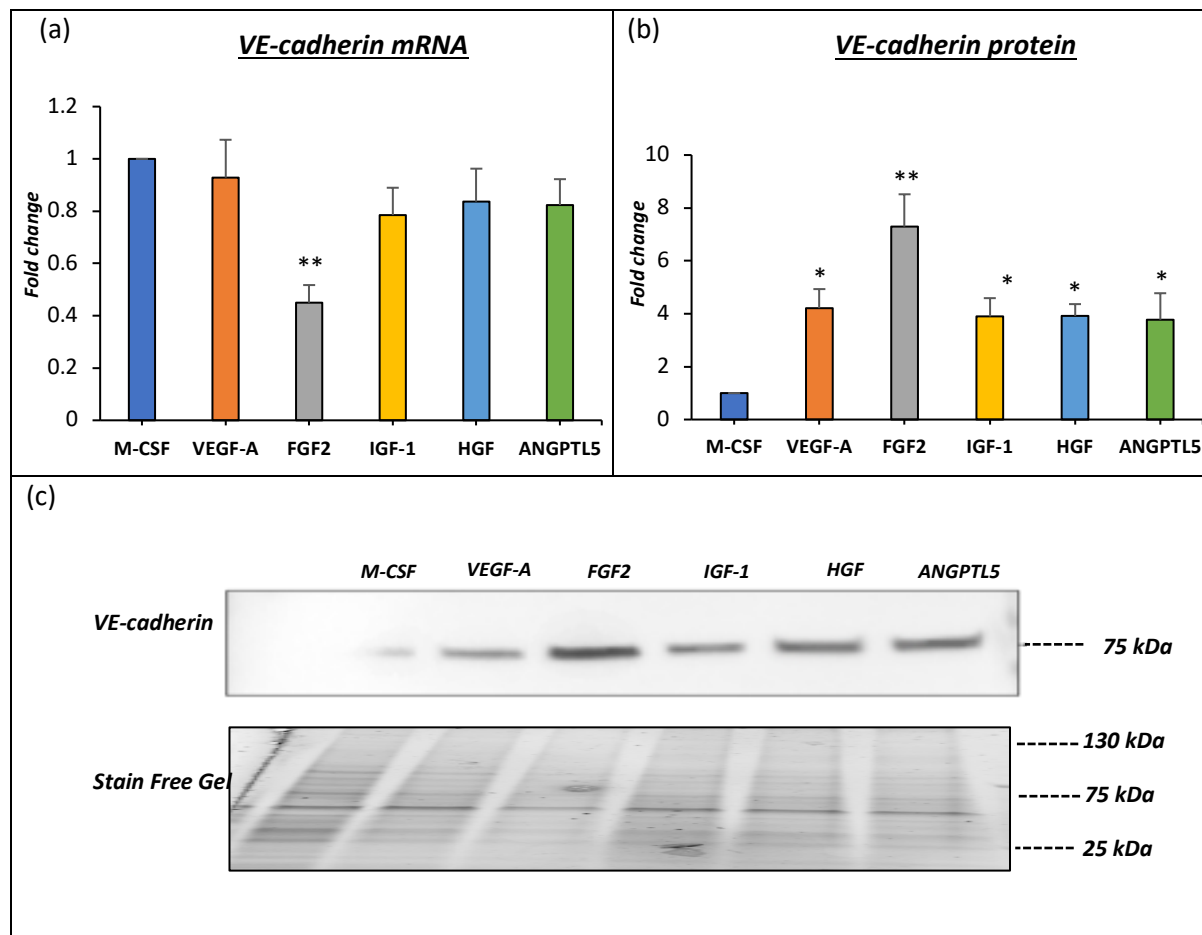 (a)
VE-cadherin mRNA
Fold change
1.2
1
0.8
0.6
0.4
0.2
0
**
M-CSF VEGF-A FGF2 IGF-1 HGF ANGPTL5
(b)
VE-cadherin protein
Fold change
10
8
6
4
2
0
* ** * * *
M-CSF VEGF-A FGF2 IGF-1 HGF ANGPTL5
(c)
M-CSF VEGF-A FGF2 IGF-1 HGF ANGPTL5
VE-cadherin
75 kDa
Stain Free Gel
130 kDa
75 kDa
25 kDa